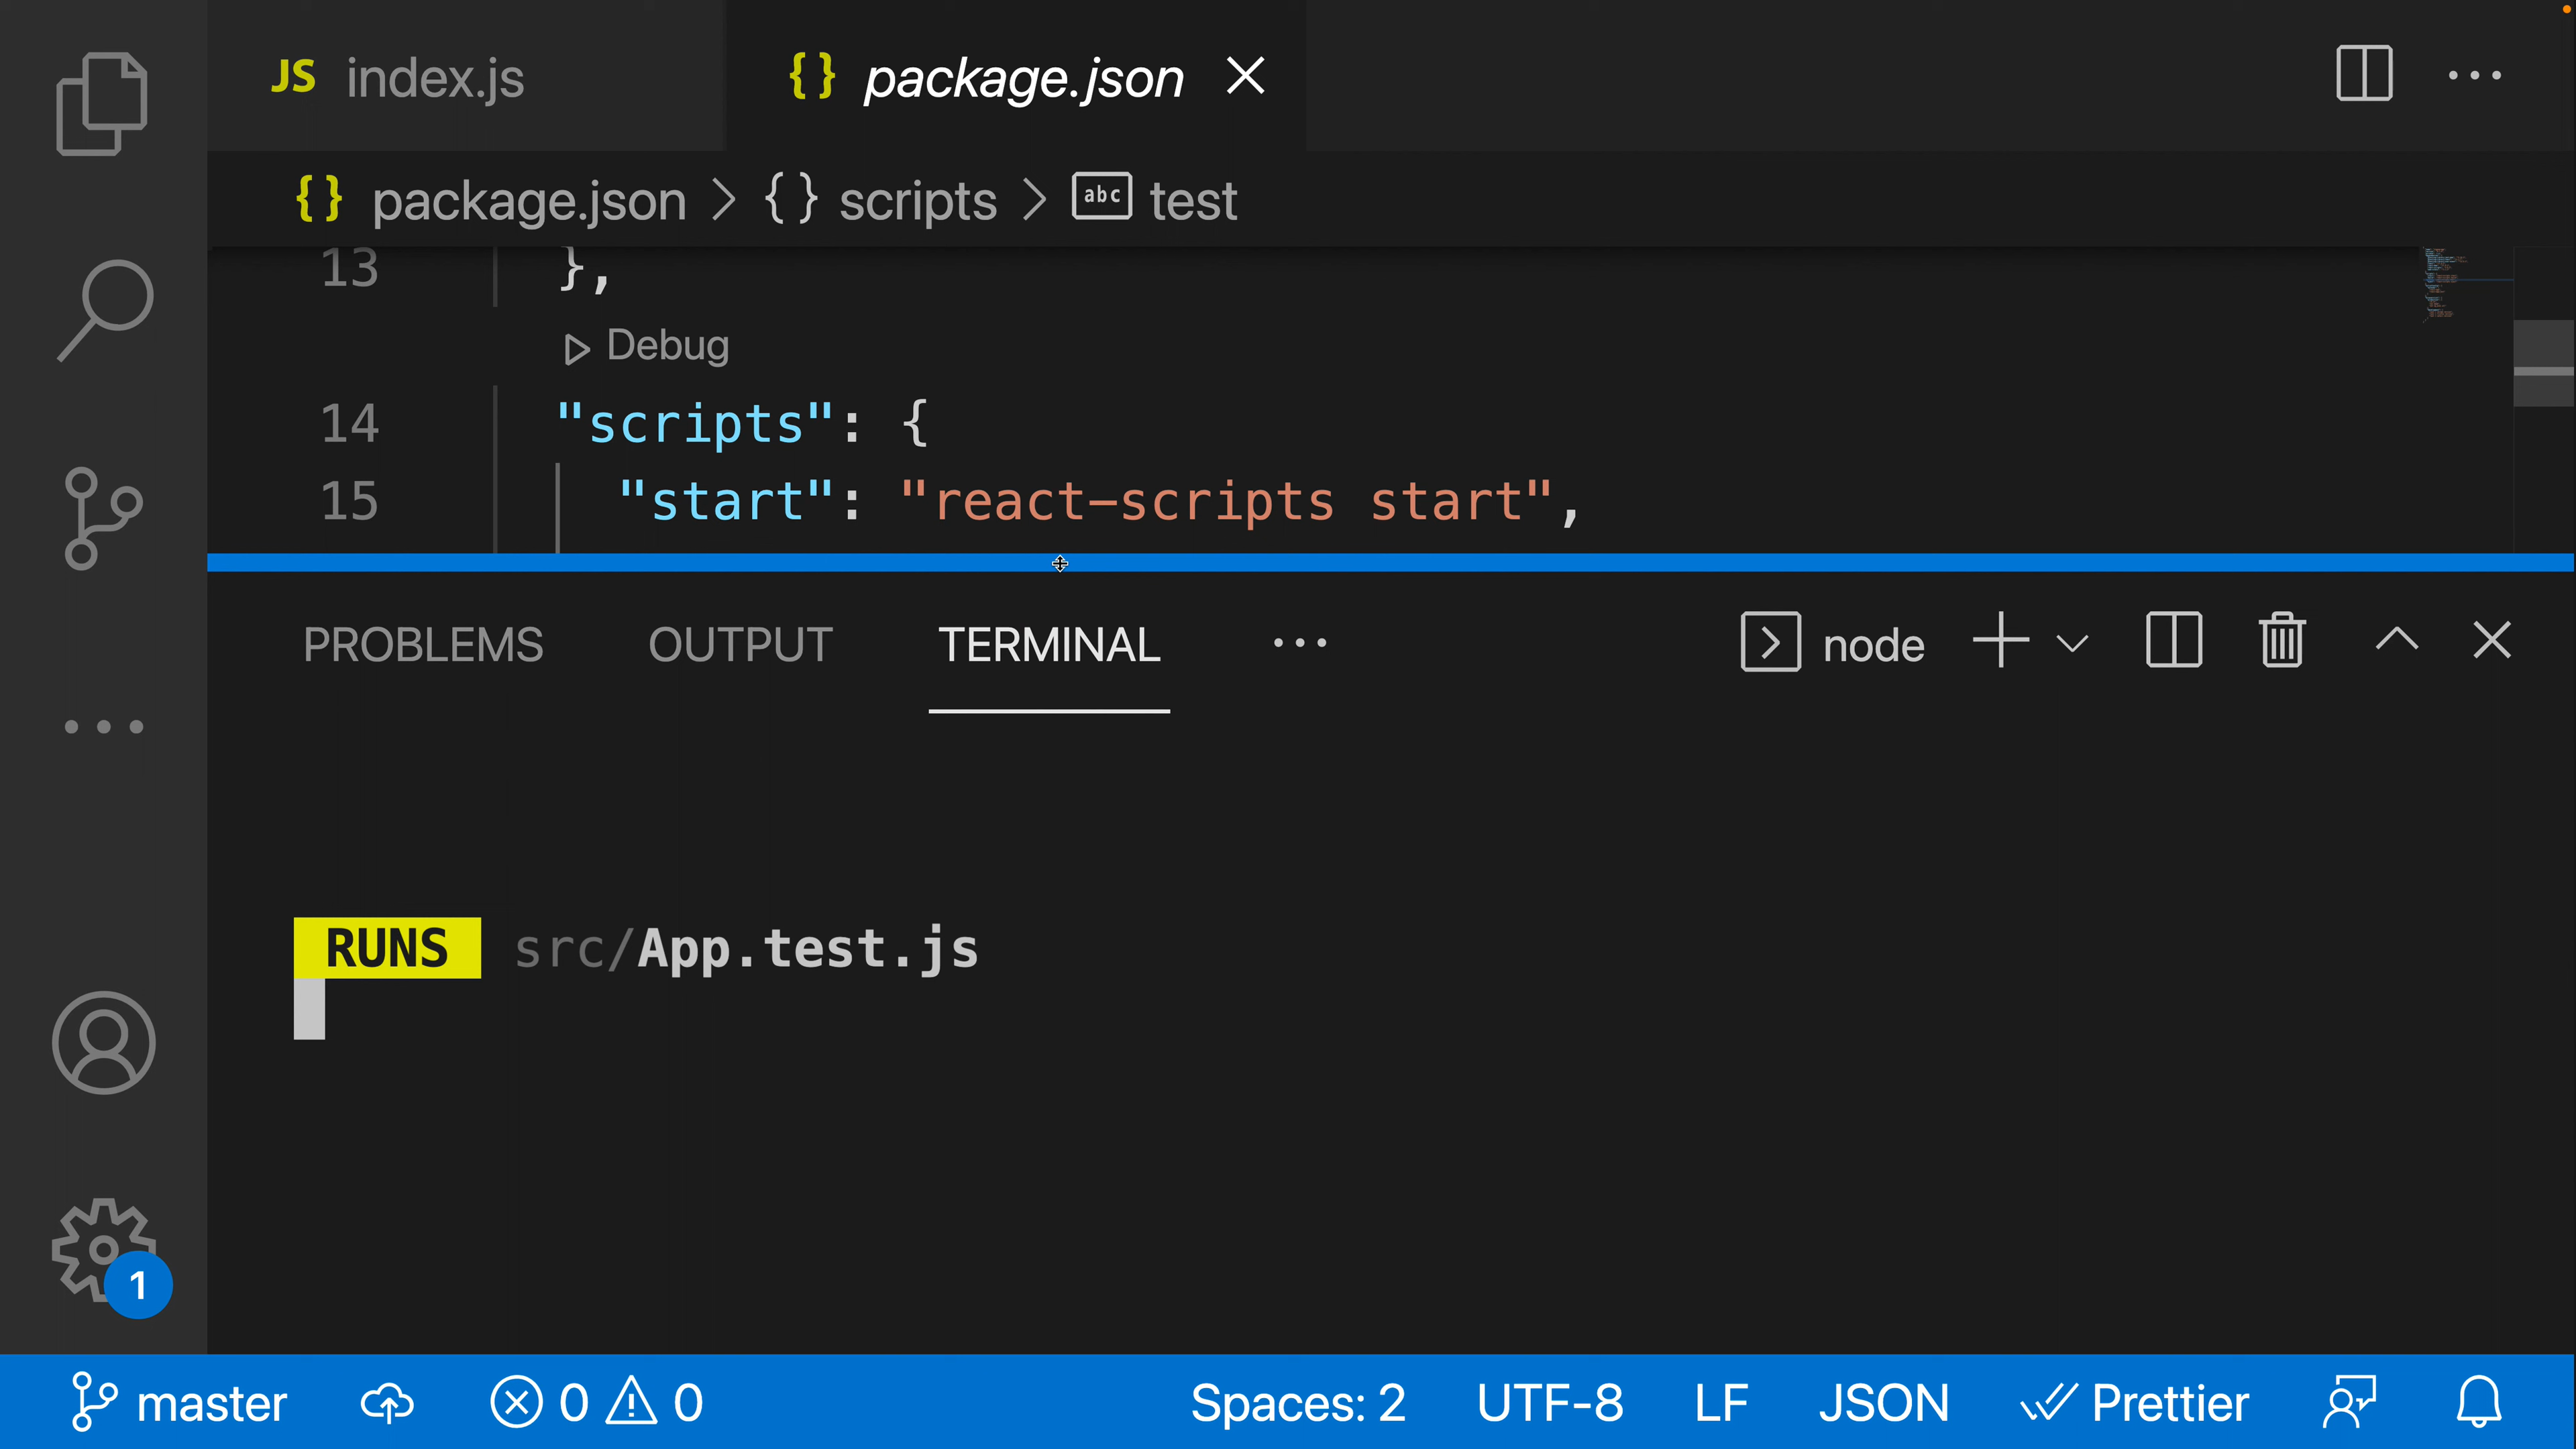 JS index.js {} package.json
{} package.json > {} scripts > abc test
13 },
Debug
14 "scripts": {
15 "start": "react-scripts start",
PROBLEMS OUTPUT TERMINAL ... node
RUNS src/App.test.js
1
master 0 0 Spaces: 2 UTF-8 LF JSON Prettier